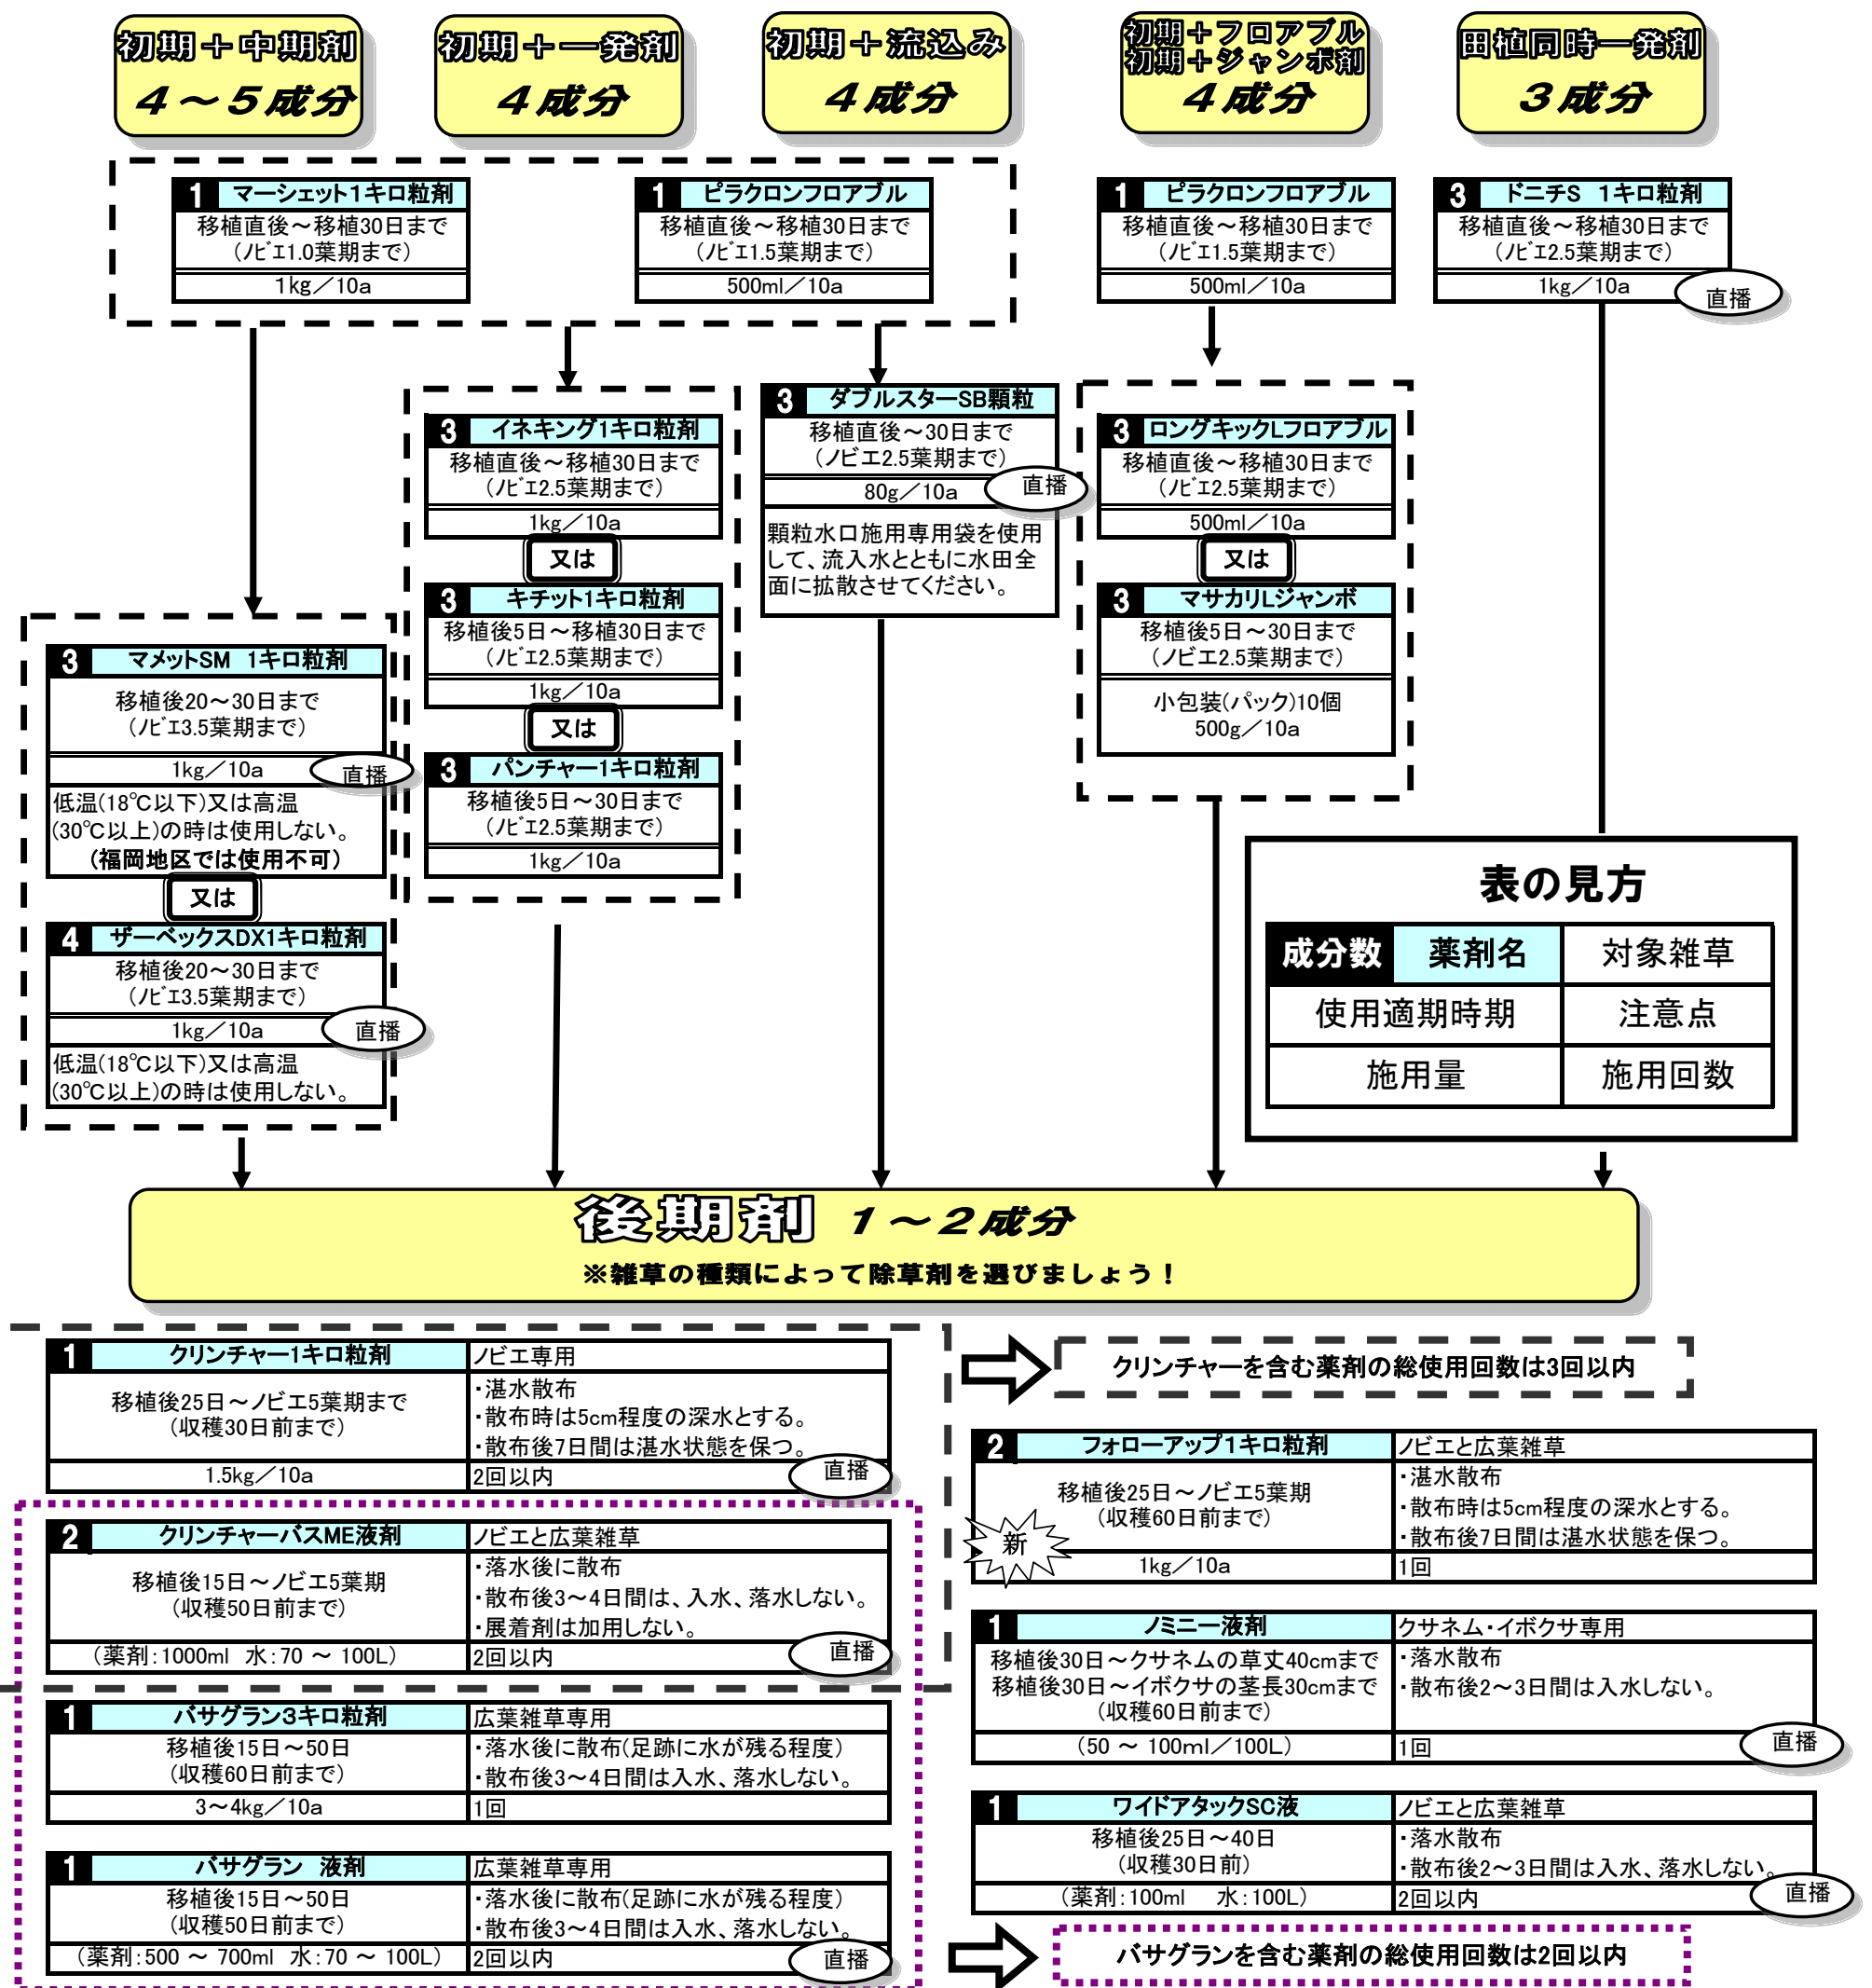 初期＋中期剤
4～5成分
初期＋一発剤
4成分
初期＋流込み
4成分
初期＋フロアブル
初期＋ジャンボ剤
4成分
田植同時一発剤
3成分
1 マーシェット1キロ粒剤
移植直後～移植30日まで
(ノビエ1.0葉期まで)
1kg／10a
1 ピラクロンフロアブル
移植直後～移植30日まで
(ノビエ1.5葉期まで)
500ml／10a
1 ピラクロンフロアブル
移植直後～移植30日まで
(ノビエ1.5葉期まで)
500ml／10a
3 ドニチS 1キロ粒剤
移植直後～移植30日まで
(ノビエ2.5葉期まで)
1kg／10a
直播
3 イネキング1キロ粒剤
移植直後～移植30日まで
(ノビエ2.5葉期まで)
1kg／10a
又は
3 キチット1キロ粒剤
移植後5日～移植30日まで
(ノビエ2.5葉期まで)
1kg／10a
又は
3 パンチャー1キロ粒剤
移植後5日～30日まで
(ノビエ2.5葉期まで)
1kg／10a
3 ダブルスターSB顆粒
移植直後～30日まで
(ノビエ2.5葉期まで)
80g／10a
直播
顆粒水口施用専用袋を使用
して、流入水とともに水田全
面に拡散させてください。
3 ロングキックLフロアブル
移植直後～移植30日まで
(ノビエ2.5葉期まで)
500ml／10a
又は
3 マサカリLジャンボ
移植後5日～30日まで
(ノビエ2.5葉期まで)
小包装(パック)10個
500g／10a
3 マメットSM 1キロ粒剤
移植後20～30日まで
(ノビエ3.5葉期まで)
1kg／10a
直播
低温(18℃以下)又は高温
(30℃以上)の時は使用しない。
(福岡地区では使用不可)
又は
4 ザーベックスDX1キロ粒剤
移植後20～30日まで
(ノビエ3.5葉期まで)
1kg／10a
直播
低温(18℃以下)又は高温
(30℃以上)の時は使用しない。
表の見方
成分数 薬剤名 対象雑草
使用適期時期 注意点
施用量 施用回数
後期剤 1～2成分
※雑草の種類によって除草剤を選びましょう！
1 クリンチャー1キロ粒剤 ノビエ専用
移植後25日～ノビエ5葉期まで
(収穫30日前まで)
・湛水散布
・散布時は5cm程度の深水とする。
・散布後7日間は湛水状態を保つ。
1.5kg／10a 2回以内
直播
クリンチャーを含む薬剤の総使用回数は3回以内
2 クリンチャーバスME液剤 ノビエと広葉雑草
移植後15日～ノビエ5葉期
(収穫50日前まで)
・落水後に散布
・散布後3～4日間は、入水、落水しない。
・展着剤は加用しない。
(薬剤:1000ml 水:70 ～ 100L) 2回以内
直播
1 バサグラン3キロ粒剤 広葉雑草専用
移植後15日～50日
(収穫60日前まで)
・落水後に散布(足跡に水が残る程度)
・散布後3～4日間は入水、落水しない。
3～4kg／10a 1回
1 バサグラン 液剤 広葉雑草専用
移植後15日～50日
(収穫50日前まで)
・落水後に散布(足跡に水が残る程度)
・散布後3～4日間は入水、落水しない。
(薬剤:500 ～ 700ml 水:70 ～ 100L) 2回以内
直播
2 フォローアップ1キロ粒剤 ノビエと広葉雑草
移植後25日～ノビエ5葉期
(収穫60日前まで)
新
・湛水散布
・散布時は5cm程度の深水とする。
・散布後7日間は湛水状態を保つ。
1kg／10a 1回
1 ノミニー液剤 クサネム・イボクサ専用
移植後30日～クサネムの草丈40cmまで
移植後30日～イボクサの茎長30cmまで
(収穫60日前まで)
・落水散布
・散布後2～3日間は入水しない。
(50 ～ 100ml／100L) 1回
直播
1 ワイドアタックSC液 ノビエと広葉雑草
移植後25日～40日
(収穫30日前)
・落水散布
・散布後2～3日間は入水、落水しない。
(薬剤:100ml 水:100L) 2回以内
直播
バサグランを含む薬剤の総使用回数は2回以内